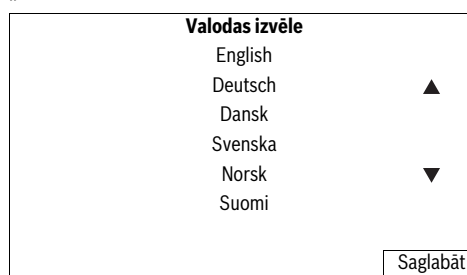 Valodas izvēle
English
Deutsch
Dansk
Svenska
Norsk
Suomi
Saglabāt